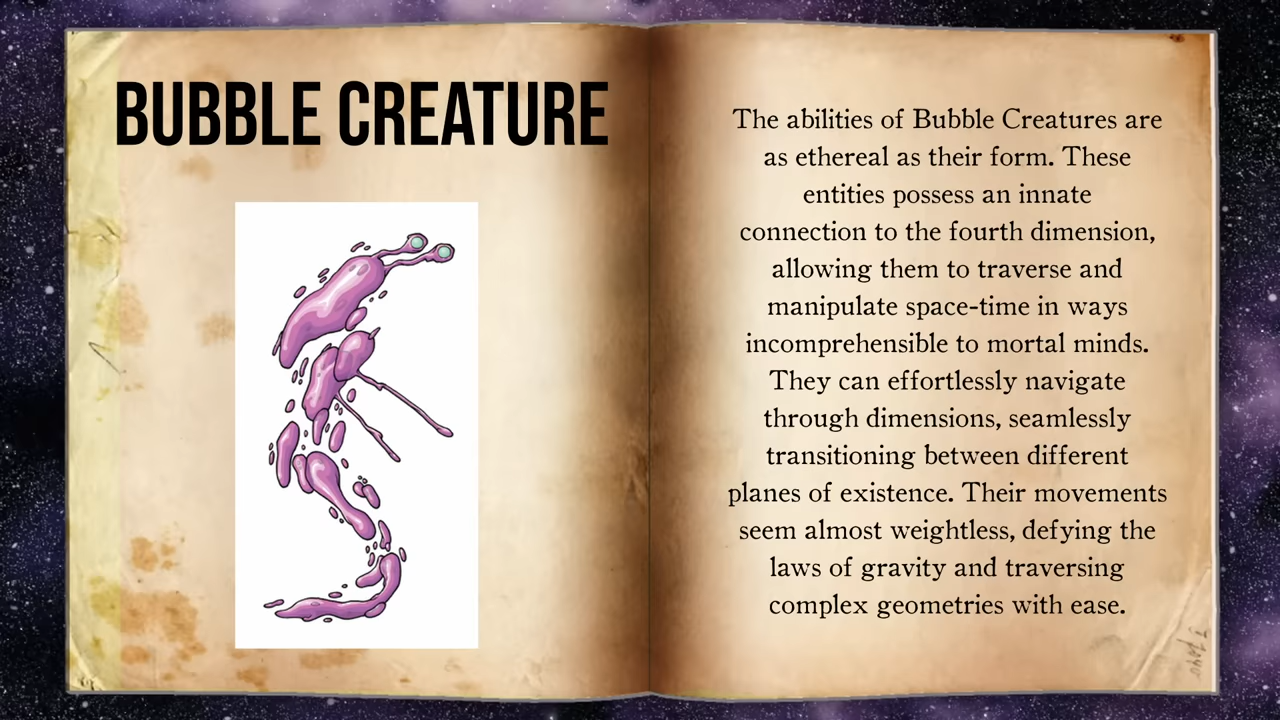 BUBBLE CREATURE
The abilities of Bubble Creatures are
as ethereal as their form. These
entities possess an innate
connection to the fourth dimension,
allowing them to traverse and
manipulate space-time in ways
incomprehensible to mortal minds.
They can effortlessly navigate
through dimensions, seamlessly
transitioning between different
planes of existence. Their movements
seem almost weightless, defying the
laws of gravity and traversing
complex geometries with ease.